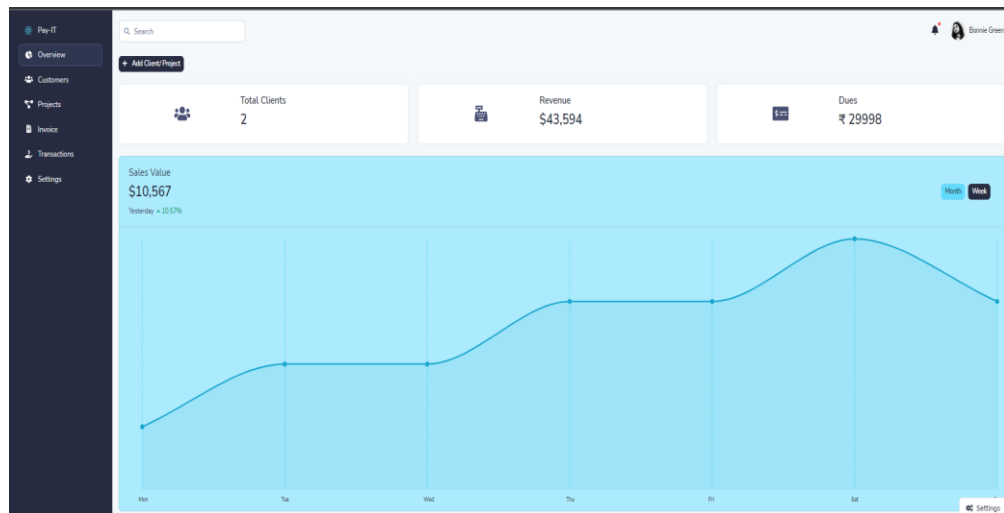 Pay-IT
Overview
Customers
Projects
Invoice
Transactions
Settings
Search
Bonnie Green
+ Add Client/Project
Total Clients
2
Revenue
$43,594
Dues
₹ 29998
Sales Value
$10,567
Yesterday 10.57%
Month Week
Mon Tue Wed Thu Fri Sat
Settings